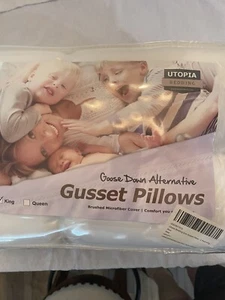 UTOPIA
BEDDING
Goose Down Alternative
Gusset Pillows
King Queen
Brushed Microfiber Cover | Comfort you